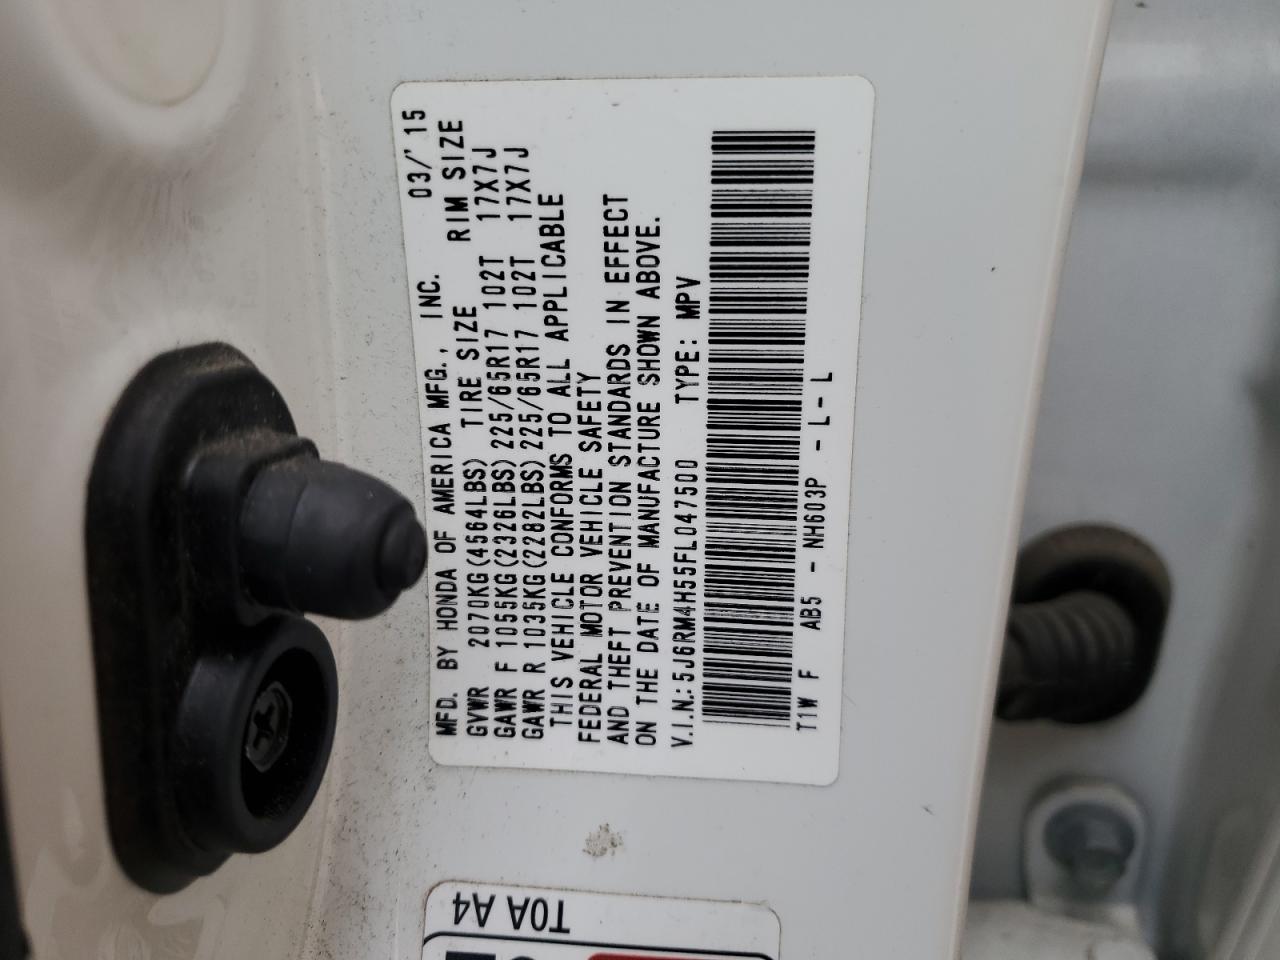 MFD. BY HONDA OF AMERICA MFG., INC. 03/'15
GVWR 2070KG(4564LBS) TIRE SIZE RIM SIZE
GAWR F 1055KG(2326LBS) 225/65R17 102T 17X7J
GAWR R 1035KG(2282LBS) 225/65R17 102T 17X7J
THIS VEHICLE CONFORMS TO ALL APPLICABLE
FEDERAL MOTOR VEHICLE SAFETY
AND THEFT PREVENTION STANDARDS IN EFFECT
ON THE DATE OF MANUFACTURE SHOWN ABOVE.
V.I.N.:5J6RM4H55FL047500 TYPE: MPV
T1W F AB5 - NH603P - L - L
T0A A4